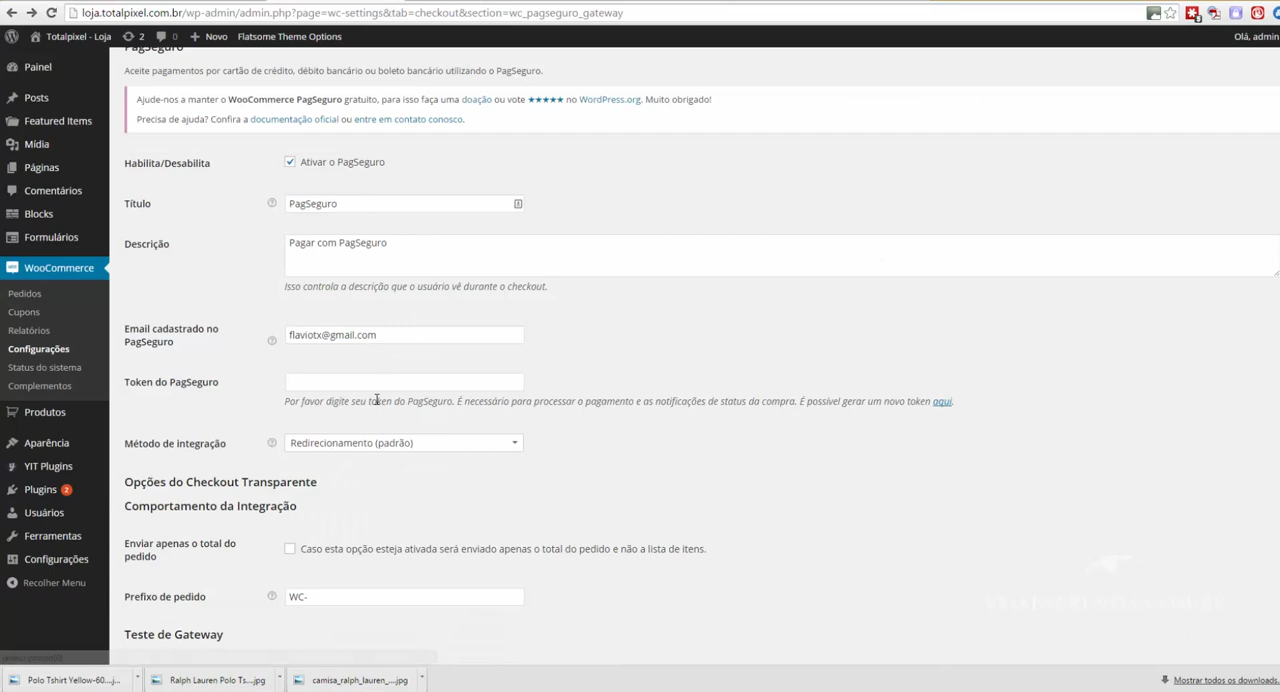 loja.totalpixel.com.br/wp-admin/admin.php?page=wc-settings&tab=checkout&section=wc_pagseguro_gateway
Totalpixel - Loja 2 0 Novo Flatsome Theme Options Olá, admin
PagSeguro
Painel
Posts
Featured Items
Mídia
Páginas
Comentários
Blocks
Formulários
WooCommerce
Pedidos
Cupons
Relatórios
Configurações
Status do sistema
Complementos
Produtos
Aparência
YIT Plugins
Plugins 2
Usuários
Ferramentas
Configurações
Recolher Menu
Aceite pagamentos por cartão de crédito, débito bancário ou boleto bancário utilizando o PagSeguro.
Ajude-nos a manter o WooCommerce PagSeguro gratuito, para isso faça uma doação ou vote ★★★★★ no WordPress.org. Muito obrigado!
Precisa de ajuda? Confira a documentação oficial ou entre em contato conosco.
Habilita/Desabilita Ativar o PagSeguro
Título PagSeguro
Descrição Pagar com PagSeguro
Isso controla a descrição que o usuário vê durante o checkout.
Email cadastrado no
PagSeguro flaviotx@gmail.com
Token do PagSeguro
Por favor digite seu token do PagSeguro. É necessário para processar o pagamento e as notificações de status da compra. É possível gerar um novo token aqui.
Método de integração Redirecionamento (padrão)
Opções do Checkout Transparente
Comportamento da Integração
Enviar apenas o total do
pedido Caso esta opção esteja ativada será enviado apenas o total do pedido e não a lista de itens.
Prefixo de pedido WC-
Teste de Gateway
Polo Tshirt Yellow-60....j... Ralph Lauren Polo Ts....jpg camisa_ralph_lauren_....jpg Mostrar todos os downloads.